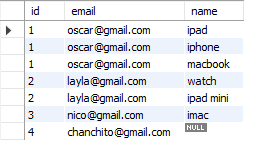 id email name
1 oscar@gmail.com ipad
1 oscar@gmail.com iphone
1 oscar@gmail.com macbook
2 layla@gmail.com watch
2 layla@gmail.com ipad mini
3 nico@gmail.com imac
4 chanchito@gmail.com NULL